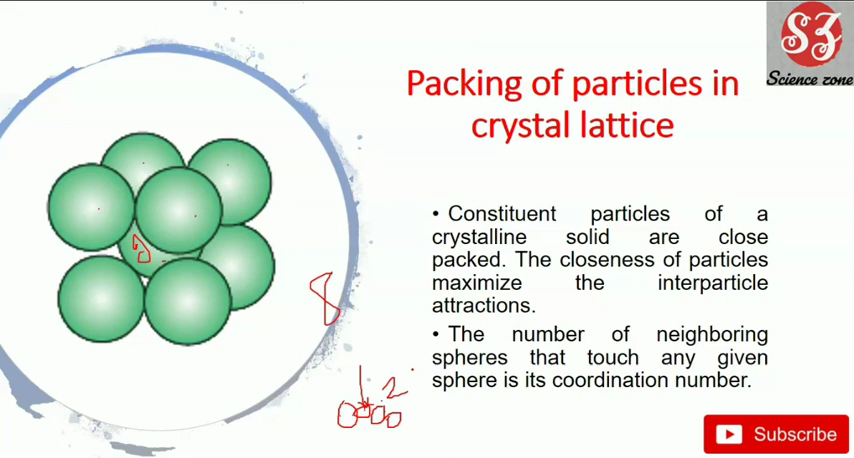 SZ
Science zone
Packing of particles in
crystal lattice
• Constituent particles of a
crystalline solid are close
packed. The closeness of particles
maximize the interparticle
attractions.
• The number of neighboring
spheres that touch any given
sphere is its coordination number.
8
2
Subscribe